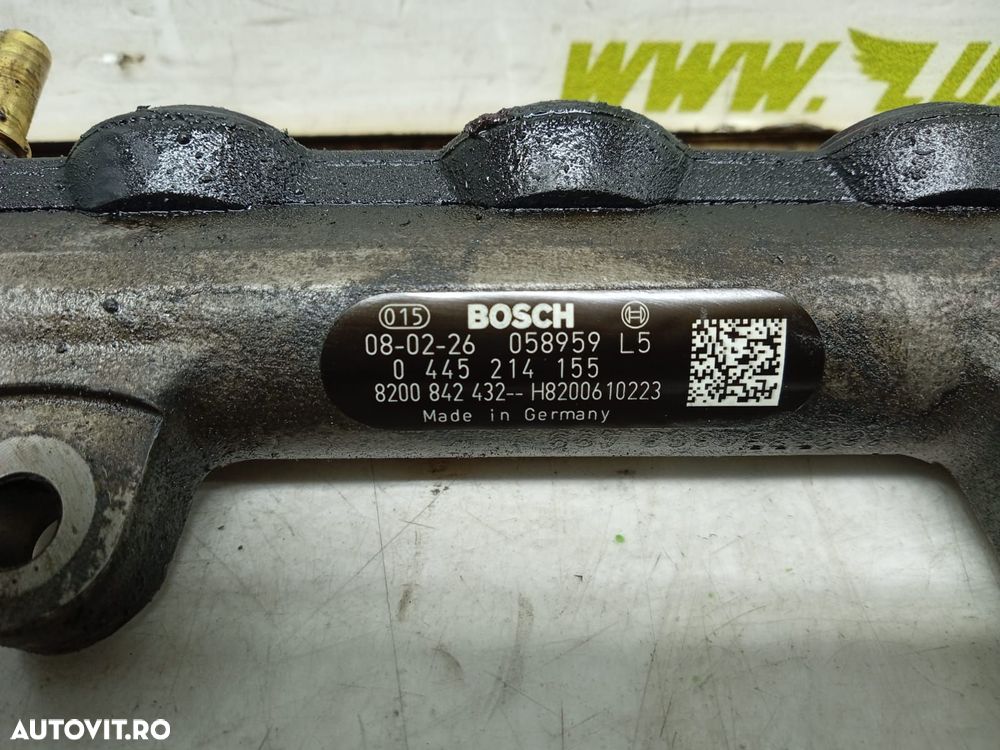 WWW.
015 BOSCH
08-02-26 058959 L5
0 445 214 155
8200 842 432-- H8200610223
Made in Germany
AUTOVIT.RO